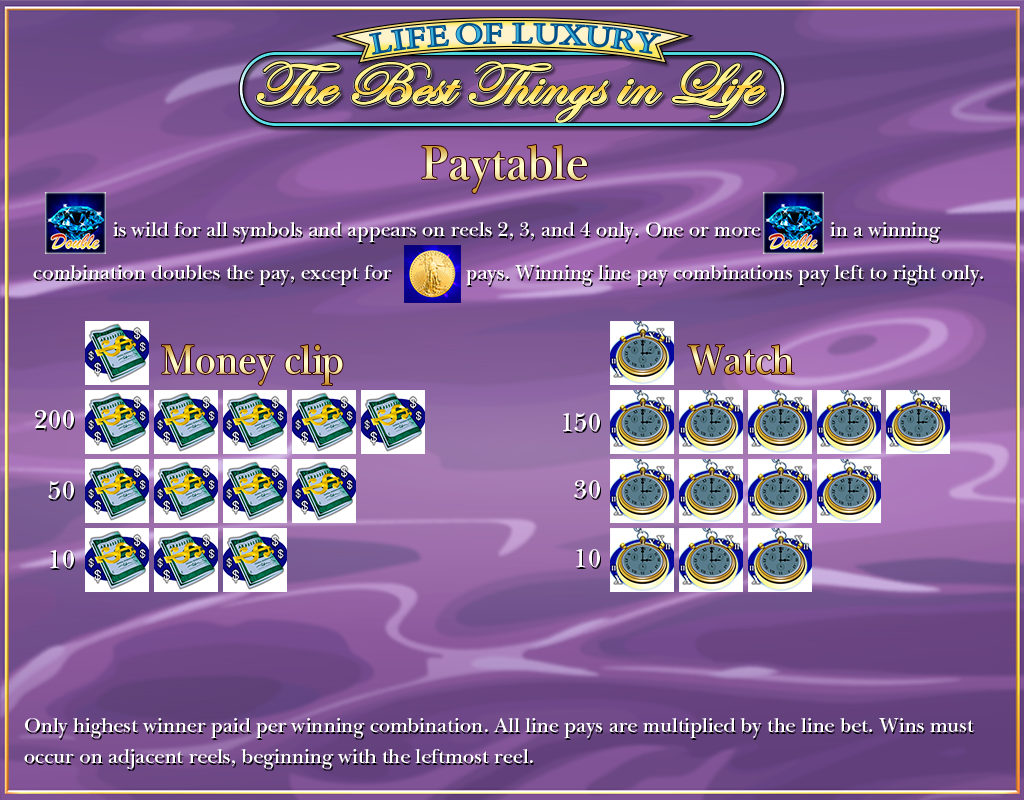 LIFE OF LUXURY
The Best Things in Life
Paytable
Double is wild for all symbols and appears on reels 2, 3, and 4 only. One or more Double in a winning
combination doubles the pay, except for pays. Winning line pay combinations pay left to right only.
Money clip
Watch
200
150
50
30
10
10
Only highest winner paid per winning combination. All line pays are multiplied by the line bet. Wins must
occur on adjacent reels, beginning with the leftmost reel.